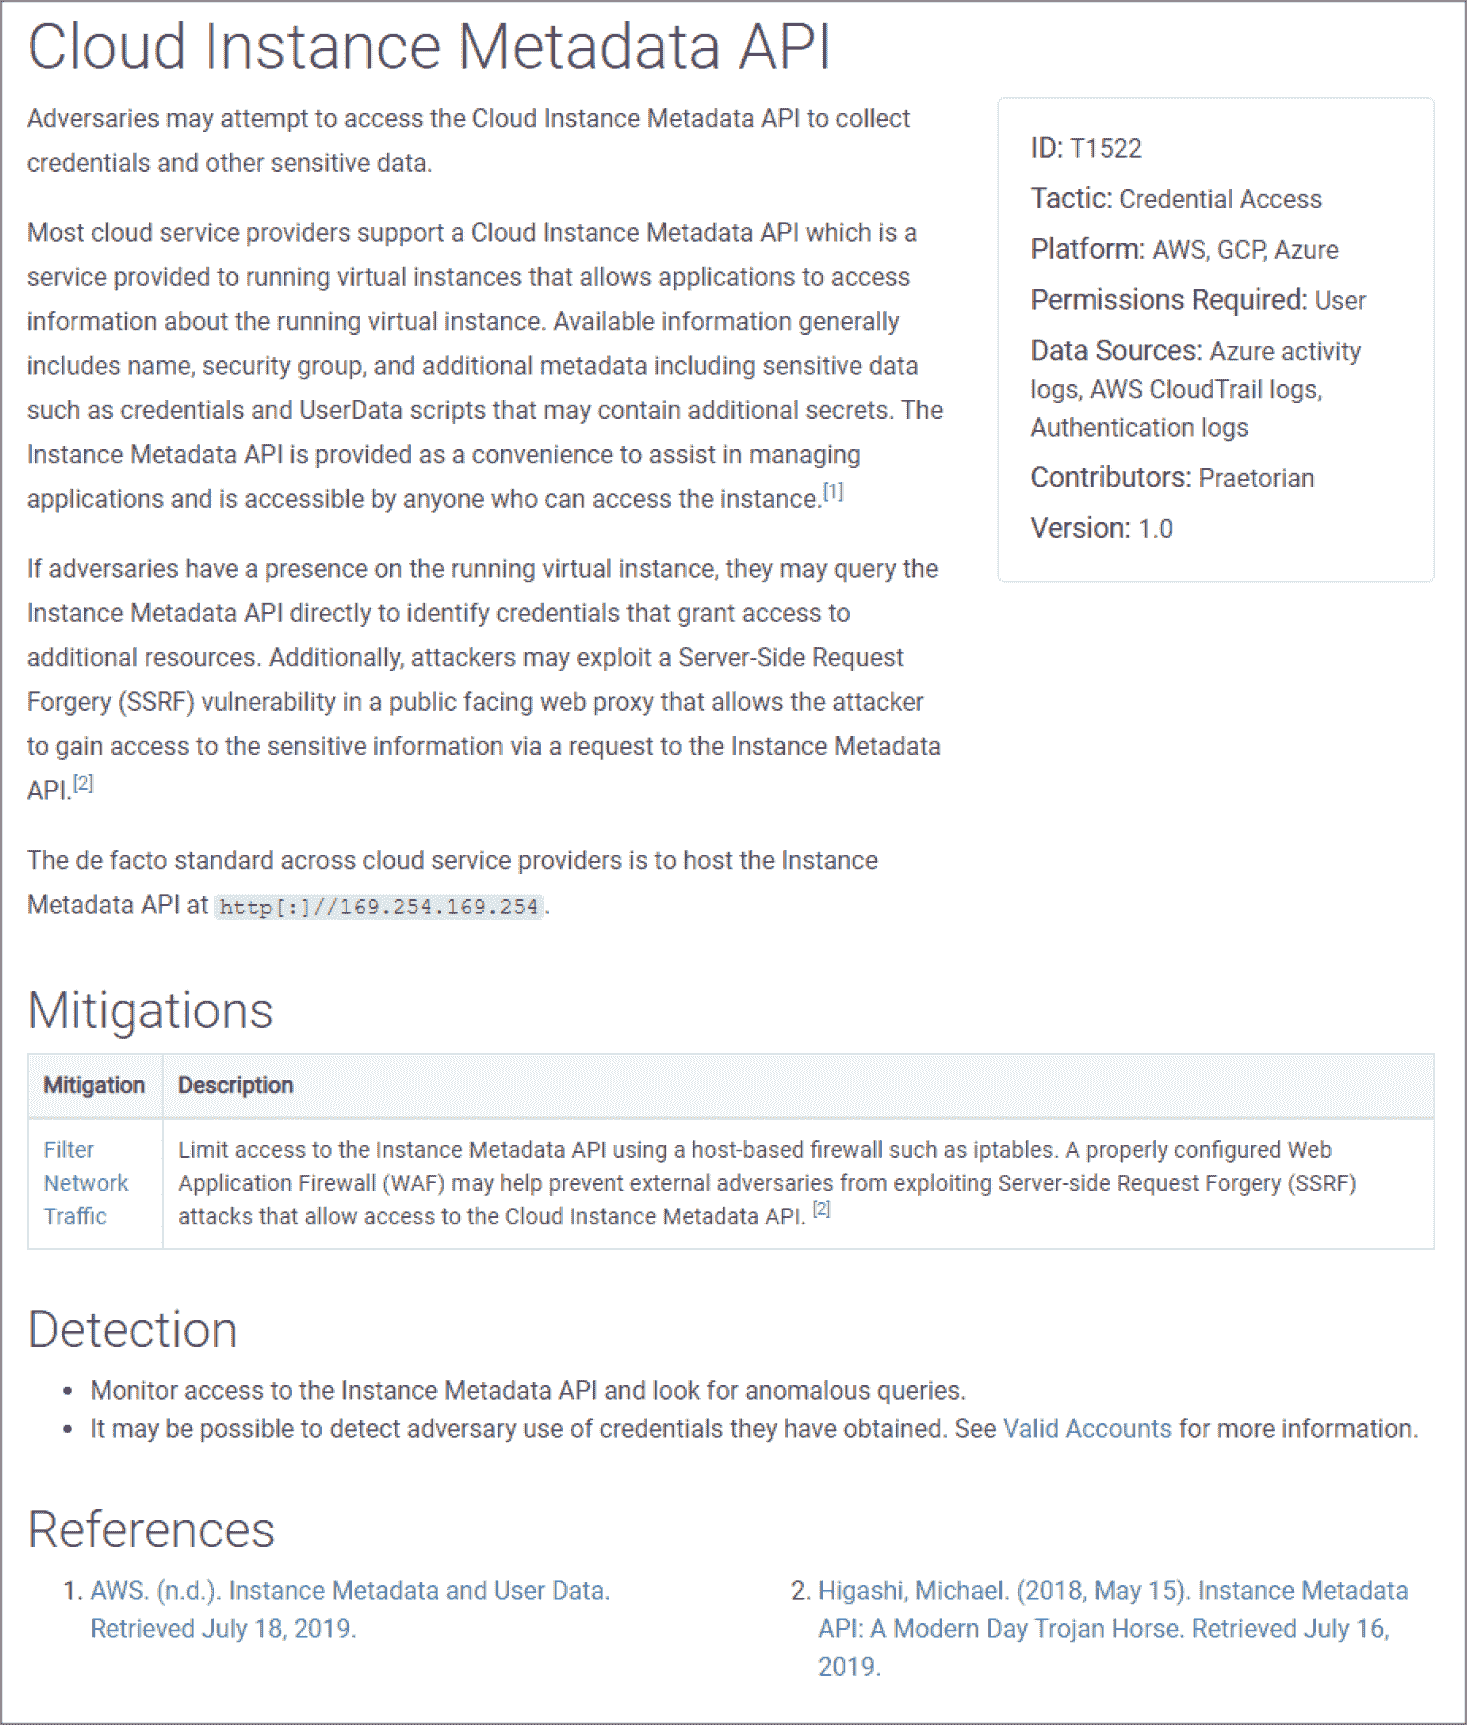 Cloud Instance Metadata API
Adversaries may attempt to access the Cloud Instance Metadata API to collect
credentials and other sensitive data.
Most cloud service providers support a Cloud Instance Metadata API which is a
service provided to running virtual instances that allows applications to access
information about the running virtual instance. Available information generally
includes name, security group, and additional metadata including sensitive data
such as credentials and UserData scripts that may contain additional secrets. The
Instance Metadata API is provided as a convenience to assist in managing
applications and is accessible by anyone who can access the instance.[1]
If adversaries have a presence on the running virtual instance, they may query the
Instance Metadata API directly to identify credentials that grant access to
additional resources. Additionally, attackers may exploit a Server-Side Request
Forgery (SSRF) vulnerability in a public facing web proxy that allows the attacker
to gain access to the sensitive information via a request to the Instance Metadata
API.[2]
The de facto standard across cloud service providers is to host the Instance
Metadata API at http[:]//169.254.169.254.
ID: T1522
Tactic: Credential Access
Platform: AWS, GCP, Azure
Permissions Required: User
Data Sources: Azure activity
logs, AWS CloudTrail logs,
Authentication logs
Contributors: Praetorian
Version: 1.0
Mitigations
Mitigation Description
Filter
Network
Traffic
Limit access to the Instance Metadata API using a host-based firewall such as iptables. A properly configured Web
Application Firewall (WAF) may help prevent external adversaries from exploiting Server-side Request Forgery (SSRF)
attacks that allow access to the Cloud Instance Metadata API. [2]
Detection
• Monitor access to the Instance Metadata API and look for anomalous queries.
• It may be possible to detect adversary use of credentials they have obtained. See Valid Accounts for more information.
References
1. AWS. (n.d.). Instance Metadata and User Data.
Retrieved July 18, 2019.
2. Higashi, Michael. (2018, May 15). Instance Metadata
API: A Modern Day Trojan Horse. Retrieved July 16,
2019.